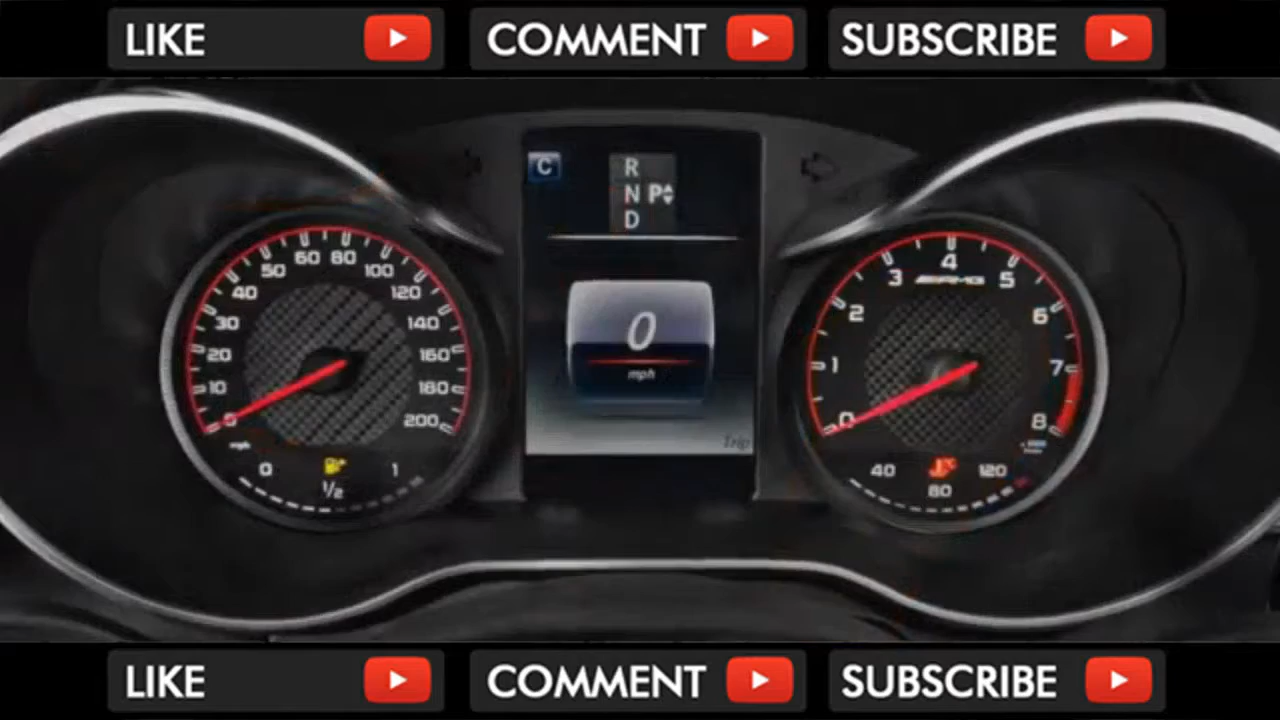 LIKE COMMENT SUBSCRIBE
C
R
N P
D
0
mph
Trip
0 10 20 30 40 50 60 80 100 120 140 160 180 200
mph
0 1/2 1
0 1 2 3 4 5 6 7 8
AMG
40 80 120
LIKE COMMENT SUBSCRIBE